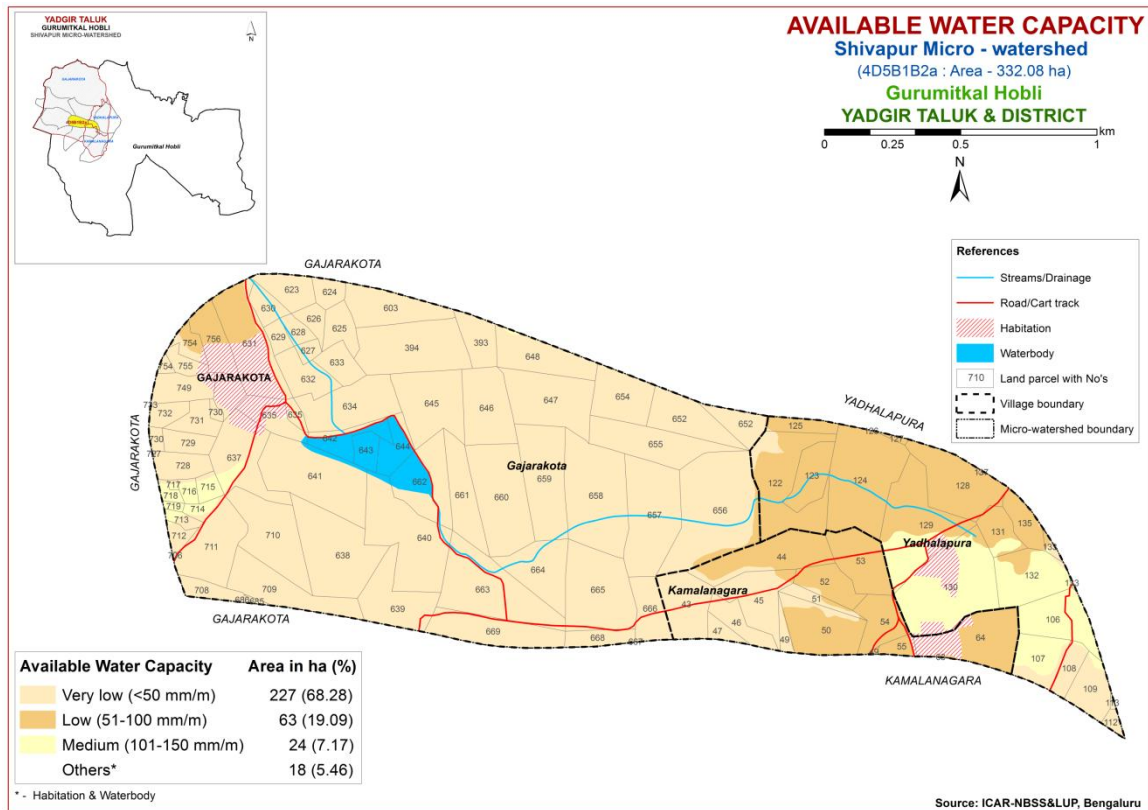 YADGIR TALUK
GURUMITKAL HOBLI
SHIVAPUR MICRO-WATERSHED
N
GAJARAKOTA
Gurumitkal Hobli
AVAILABLE WATER CAPACITY
Shivapur Micro - watershed
(4D5B1B2a : Area - 332.08 ha)
Gurumitkal Hobli
YADGIR TALUK & DISTRICT
km
0 0.25 0.5 1
N
References
Streams/Drainage
Road/Cart track
Habitation
Waterbody
710 Land parcel with No's
Village boundary
Micro-watershed boundary
GAJARAKOTA
623 624
630 603
626
628 625
756 631 629 394 393
754 627 648
754 755 633
GAJARAKOTA 632
749 647 654
733 634 645 646
732 731 730 635 635 652 652
YADHALAPURA
GAJARAKOTA
730 729 642 643 644 655 125 126 127
727
728 637 641 662 Gajarakota
659
717 716 715 661 660 658 122 123 124 128 137
718
719 714 657 656
713
712 710 640 129 131 135
711 638 Yadhalapura 133
708 664 44 53 132
663 665 Kamalanagara 52 130 113
708 709 51
686 685 639 666 43 45 106
GAJARAKOTA
669 668 667 47 46 49 50 54 55 64 107 108
109
KAMALANAGARA
113
112
Available Water Capacity Area in ha (%)
Very low (<50 mm/m) 227 (68.28)
Low (51-100 mm/m) 63 (19.09)
Medium (101-150 mm/m) 24 (7.17)
Others* 18 (5.46)
* - Habitation & Waterbody
Source: ICAR-NBSS&LUP, Bengaluru